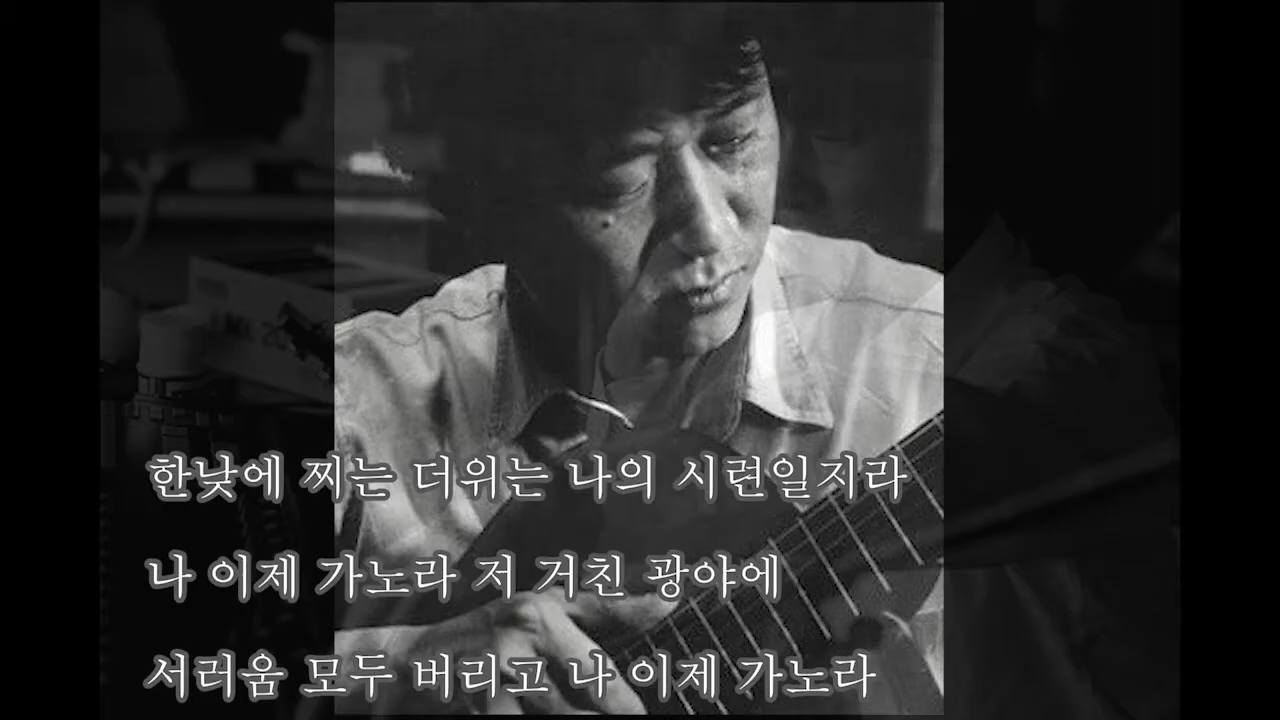 한낮에 찌는 더위는 나의 시련일지라
나 이제 가노라 저 거친 광야에
서러움 모두 버리고 나 이제 가노라